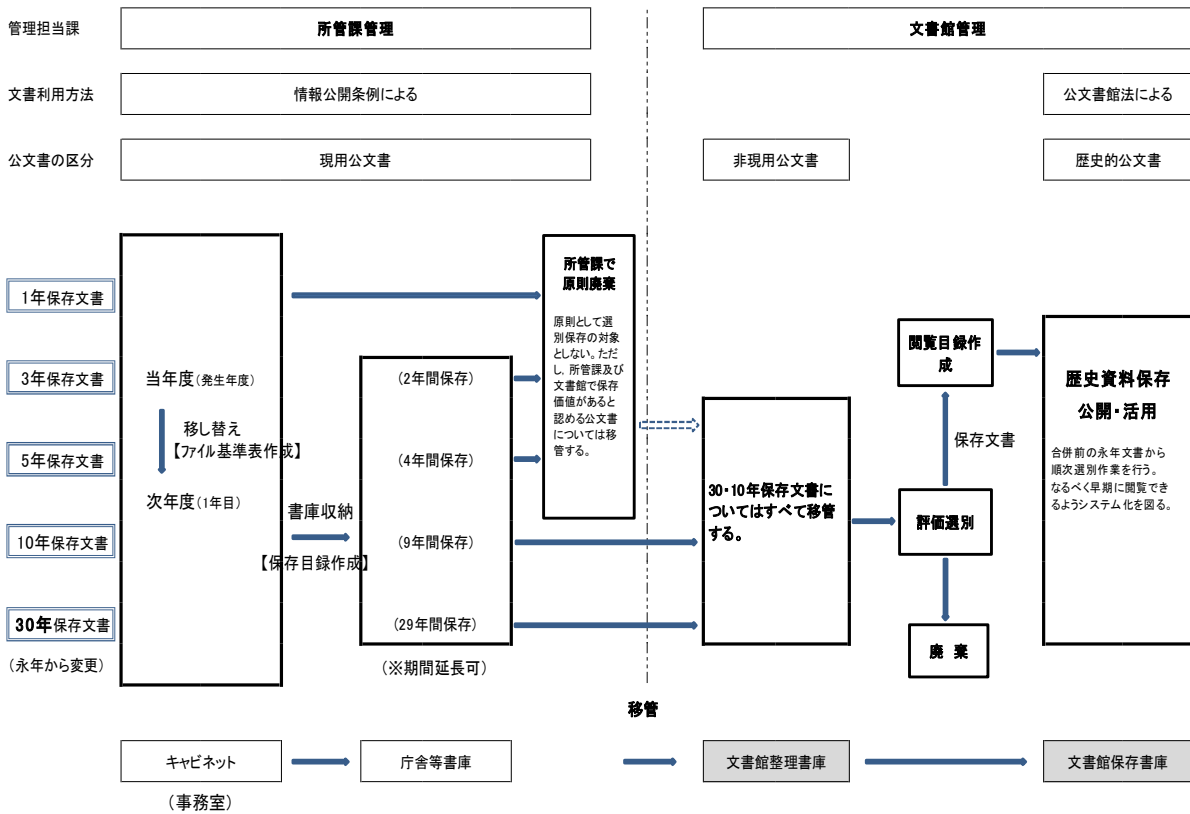 管理担当課
所管課管理
文書館管理
文書利用方法
情報公開条例による
公文書館法による
公文書の区分
現用公文書
非現用公文書
歴史的公文書
1年保存文書
3年保存文書
5年保存文書
10年保存文書
30年保存文書
(永年から変更)
当年度(発生年度)
移し替え
【ファイル基準表作成】
次年度(1年目)
書庫収納
【保存目録作成】
(2年間保存)
(4年間保存)
(9年間保存)
(29年間保存)
(※期間延長可)
所管課で
原則廃棄
原則として選
別保存の対象
としない。ただ
し、所管課及び
文書館で保存
価値があると
認める公文書
については移
管する。
移管
30・10年保存文書に
ついてはすべて移管
する。
閲覧目録作
成
保存文書
評価選別
廃 棄
歴史資料保存
公開・活用
合併前の永年文書から
順次選別作業を行う。
なるべく早期に閲覧でき
るようシステム化を図る。
キャビネット
(事務室)
庁舎等書庫
文書館整理書庫
文書館保存書庫